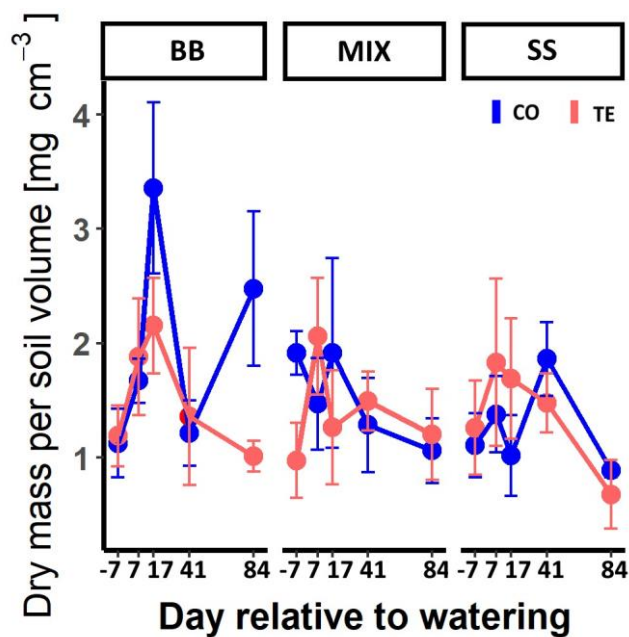 BB MIX SS
CO TE
Dry mass per soil volume [mg cm⁻³]
4
3
2
1
-7 7 17 41 84 -7 7 17 41 84 -7 7 17 41 84
Day relative to watering